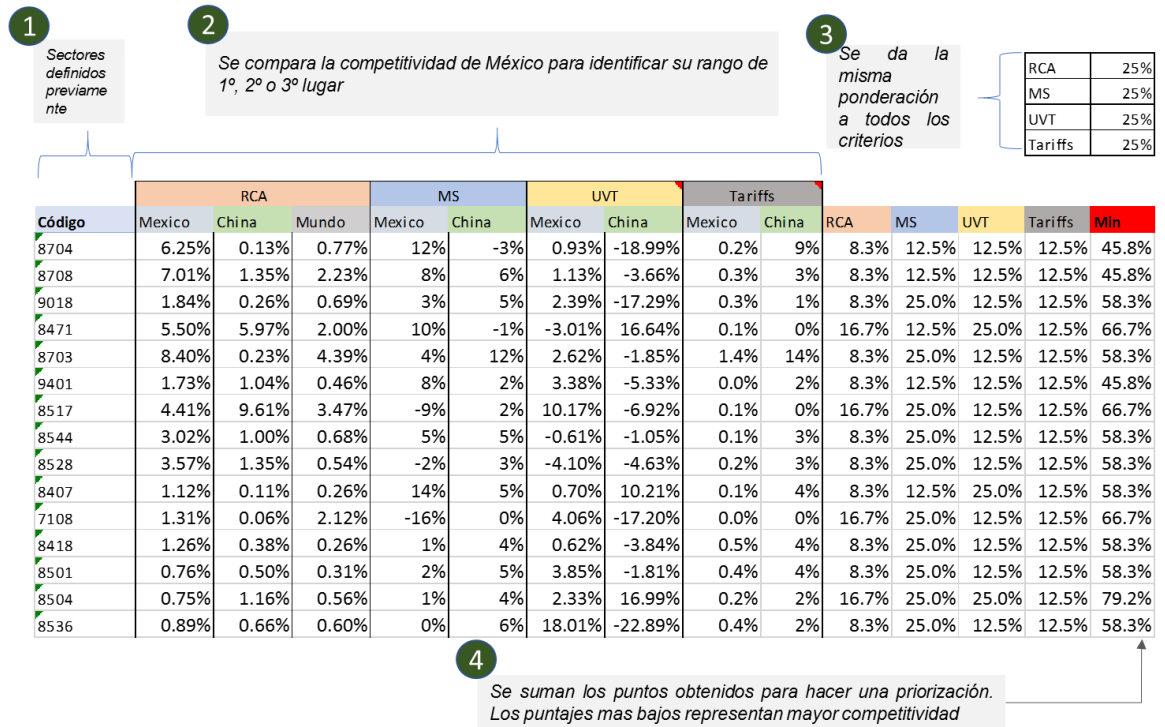 1
Sectores
definidos
previame
nte
2
Se compara la competitividad de México para identificar su rango de
1º, 2º o 3º lugar
3
Se da la
misma
ponderación
a todos los
criterios
RCA 25%
MS 25%
UVT 25%
Tariffs 25%
RCA MS UVT Tariffs
Código Mexico China Mundo Mexico China Mexico China Mexico China RCA MS UVT Tariffs Min
8704 6.25% 0.13% 0.77% 12% -3% 0.93% -18.99% 0.2% 9% 8.3% 12.5% 12.5% 12.5% 45.8%
8708 7.01% 1.35% 2.23% 8% 6% 1.13% -3.66% 0.3% 3% 8.3% 12.5% 12.5% 12.5% 45.8%
9018 1.84% 0.26% 0.69% 3% 5% 2.39% -17.29% 0.3% 1% 8.3% 25.0% 12.5% 12.5% 58.3%
8471 5.50% 5.97% 2.00% 10% -1% -3.01% 16.64% 0.1% 0% 16.7% 12.5% 25.0% 12.5% 66.7%
8703 8.40% 0.23% 4.39% 4% 12% 2.62% -1.85% 1.4% 14% 8.3% 25.0% 12.5% 12.5% 58.3%
9401 1.73% 1.04% 0.46% 8% 2% 3.38% -5.33% 0.0% 2% 8.3% 12.5% 12.5% 12.5% 45.8%
8517 4.41% 9.61% 3.47% -9% 2% 10.17% -6.92% 0.1% 0% 16.7% 25.0% 12.5% 12.5% 66.7%
8544 3.02% 1.00% 0.68% 5% 5% -0.61% -1.05% 0.1% 3% 8.3% 25.0% 12.5% 12.5% 58.3%
8528 3.57% 1.35% 0.54% -2% 3% -4.10% -4.63% 0.2% 3% 8.3% 25.0% 12.5% 12.5% 58.3%
8407 1.12% 0.11% 0.26% 14% 5% 0.70% 10.21% 0.1% 4% 8.3% 12.5% 25.0% 12.5% 58.3%
7108 1.31% 0.06% 2.12% -16% 0% 4.06% -17.20% 0.0% 0% 16.7% 25.0% 12.5% 12.5% 66.7%
8418 1.26% 0.38% 0.26% 1% 4% 0.62% -3.84% 0.5% 4% 8.3% 25.0% 12.5% 12.5% 58.3%
8501 0.76% 0.50% 0.31% 2% 5% 3.85% -1.81% 0.4% 4% 8.3% 25.0% 12.5% 12.5% 58.3%
8504 0.75% 1.16% 0.56% 1% 4% 2.33% 16.99% 0.2% 2% 16.7% 25.0% 25.0% 12.5% 79.2%
8536 0.89% 0.66% 0.60% 0% 6% 18.01% -22.89% 0.4% 2% 8.3% 25.0% 12.5% 12.5% 58.3%
4
Se suman los puntos obtenidos para hacer una priorización.
Los puntajes mas bajos representan mayor competitividad